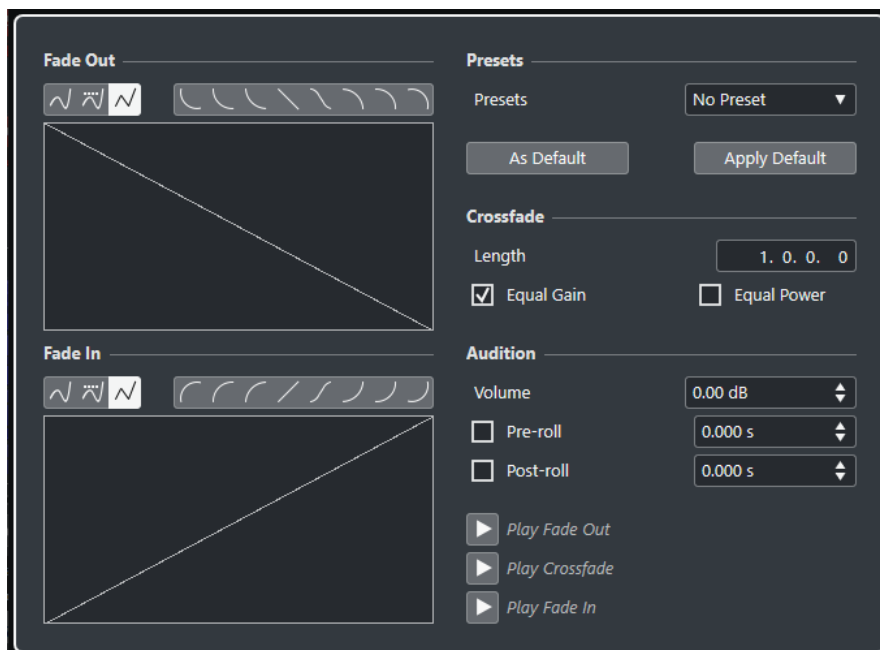 Fade Out
Presets
Presets
No Preset
As Default
Apply Default
Crossfade
Length
1. 0. 0. 0
Equal Gain
Equal Power
Fade In
Audition
Volume
0.00 dB
Pre-roll
0.000 s
Post-roll
0.000 s
Play Fade Out
Play Crossfade
Play Fade In